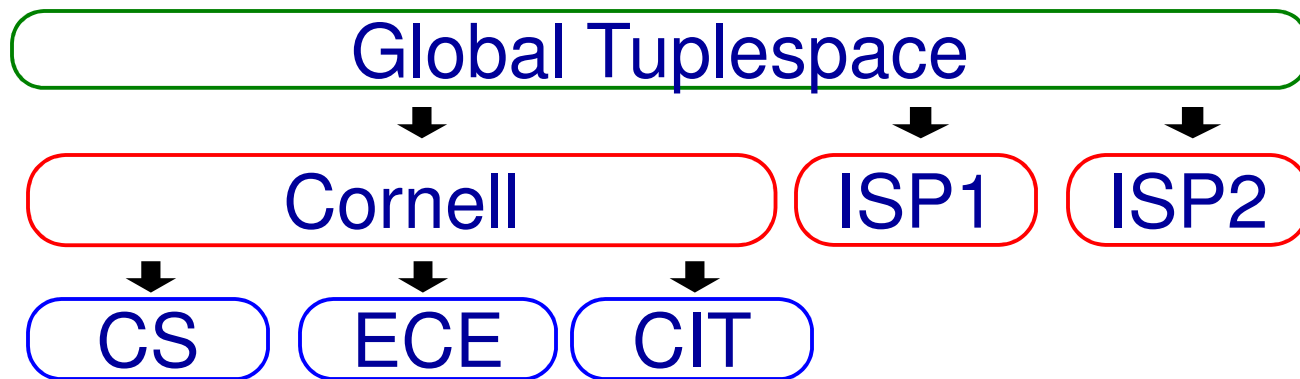 Global Tuplespace
Cornell
ISP1
ISP2
CS
ECE
CIT